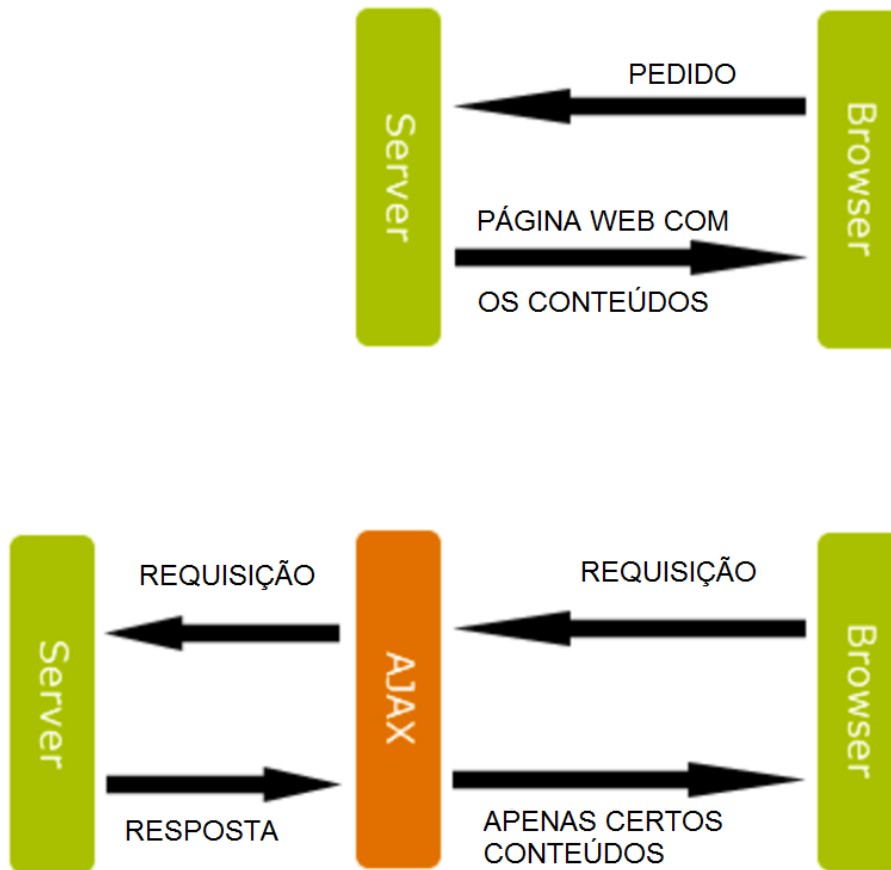 PEDIDO
Server
Browser
PÁGINA WEB COM
OS CONTEÚDOS
REQUISIÇÃO
REQUISIÇÃO
Server
AJAX
Browser
RESPOSTA
APENAS CERTOS
CONTEÚDOS